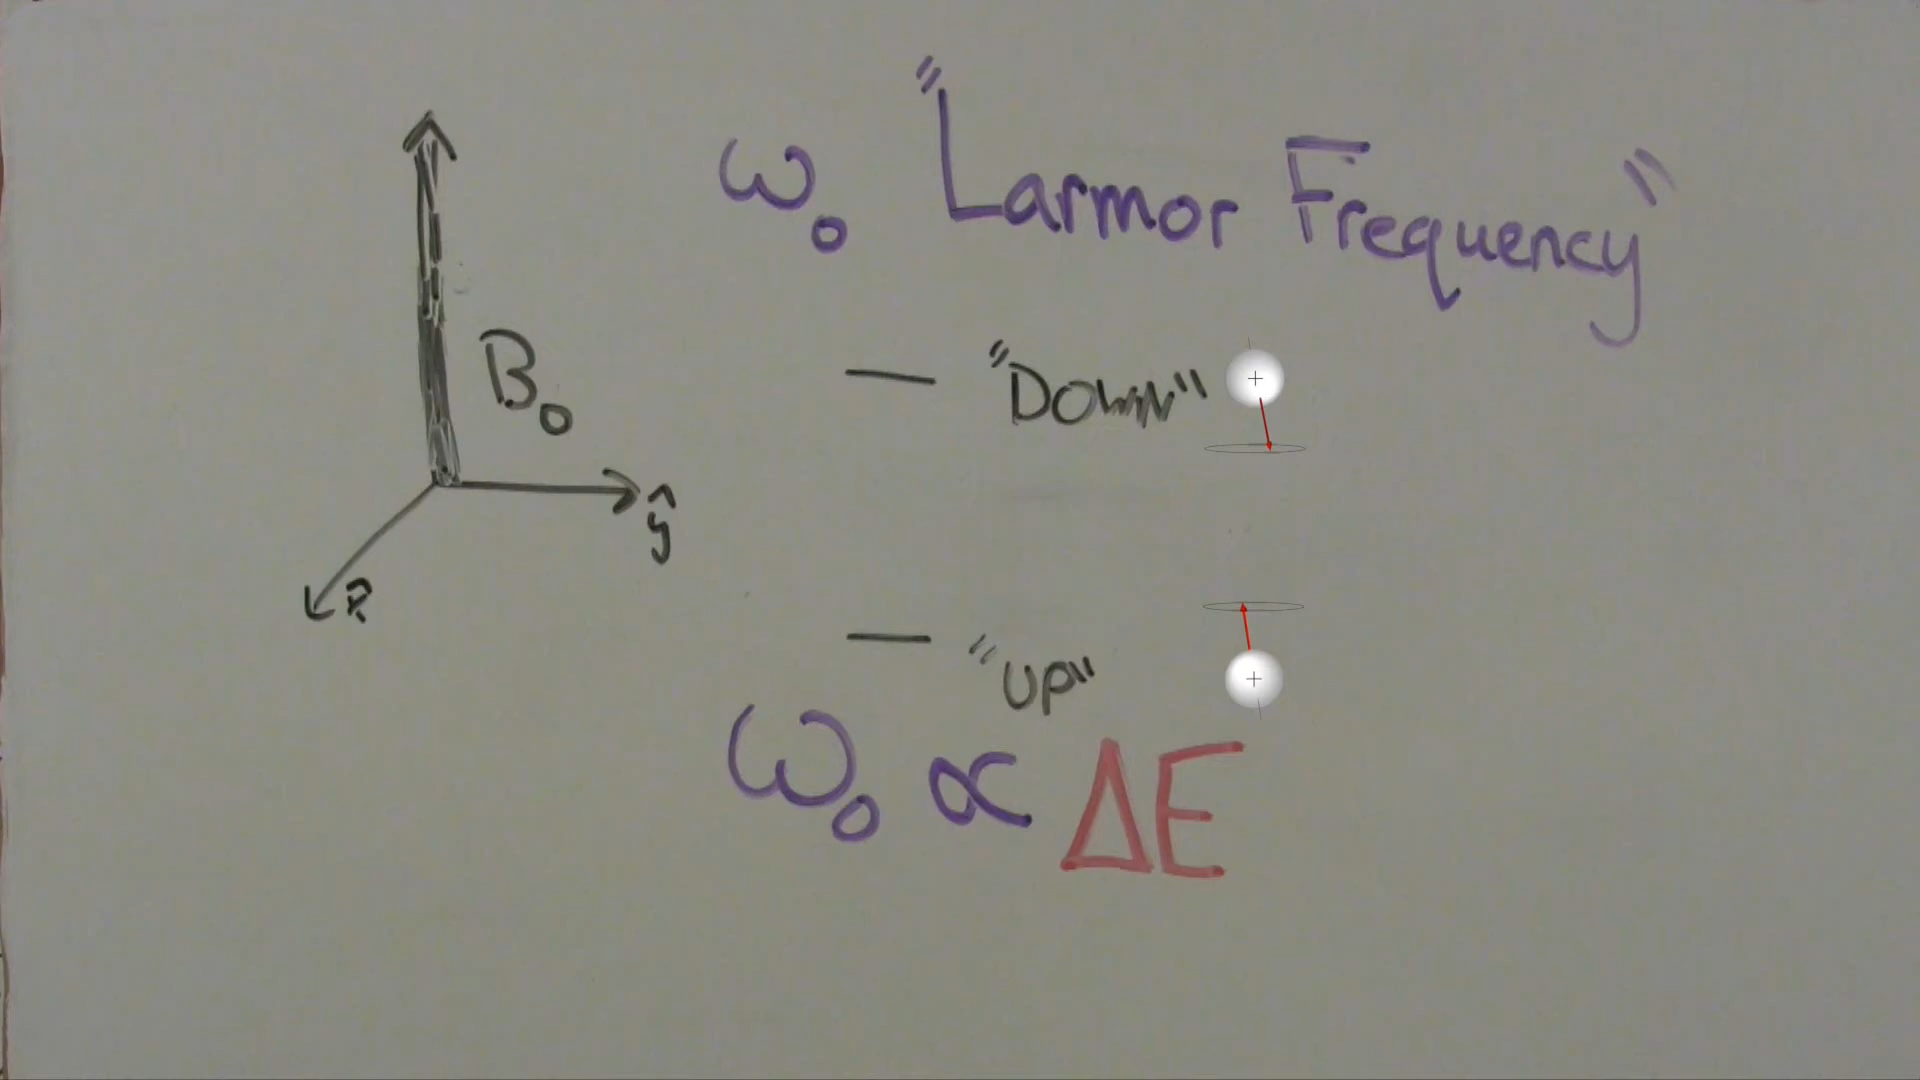 ω₀ "Larmor Frequency"
B₀
— "Down"
ŷ
— "UP"
ω₀ ∝ ΔE